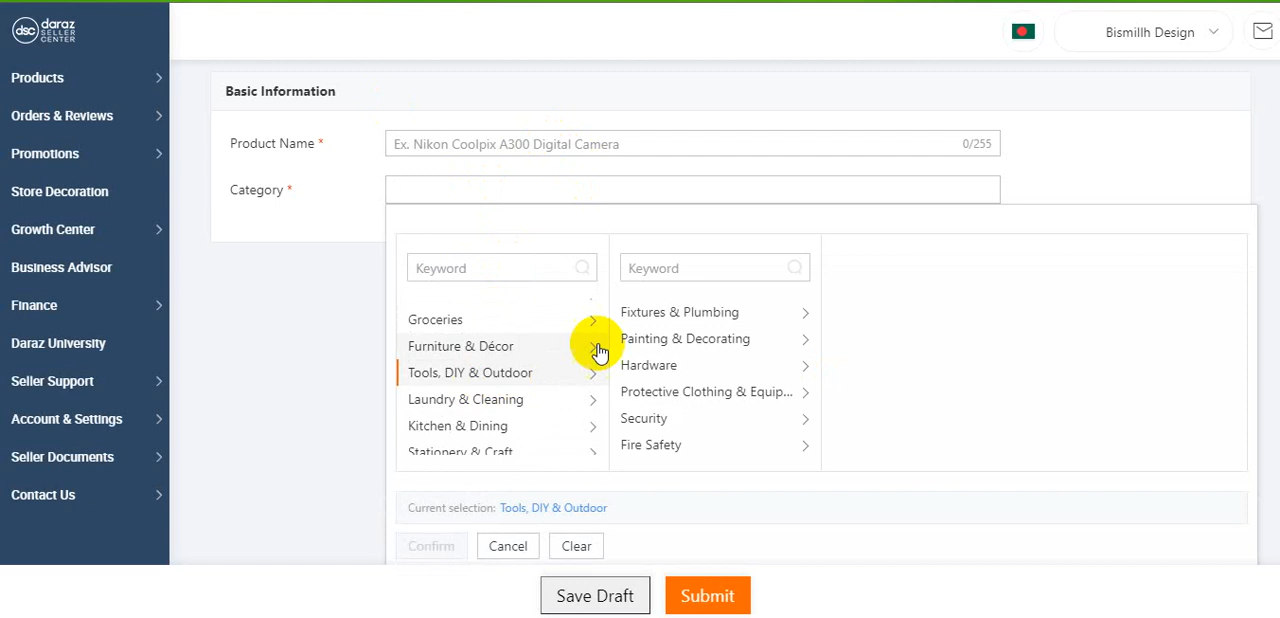 dsc daraz
SELLER
CENTER
Bismillh Design
Products
Orders & Reviews
Promotions
Store Decoration
Growth Center
Business Advisor
Finance
Daraz University
Seller Support
Account & Settings
Seller Documents
Contact Us
Basic Information
Product Name *
Ex. Nikon Coolpix A300 Digital Camera
0/255
Category *
Keyword
Groceries
Furniture & Décor
Tools, DIY & Outdoor
Laundry & Cleaning
Kitchen & Dining
Stationery & Craft
Keyword
Fixtures & Plumbing
Painting & Decorating
Hardware
Protective Clothing & Equip...
Security
Fire Safety
Current selection: Tools, DIY & Outdoor
Confirm
Cancel
Clear
Save Draft
Submit